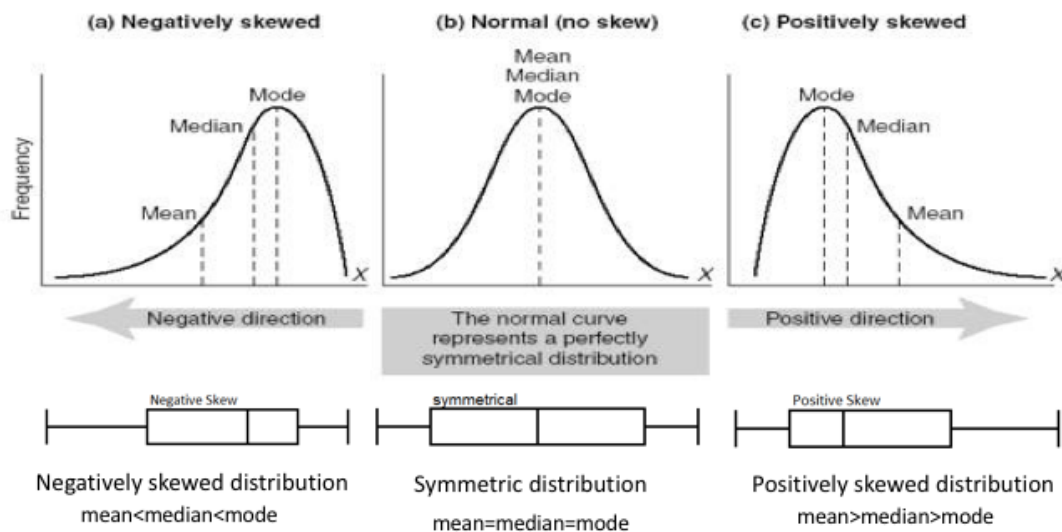 (a) Negatively skewed
Mode
Median
Mean
Frequency
X
Negative direction
(b) Normal (no skew)
Mean
Median
Mode
X
The normal curve
represents a perfectly
symmetrical distribution
(c) Positively skewed
Mode
Median
Mean
X
Positive direction
Negative Skew
Negatively skewed distribution
mean<median<mode
symmetrical
Symmetric distribution
mean=median=mode
Positive Skew
Positively skewed distribution
mean>median>mode